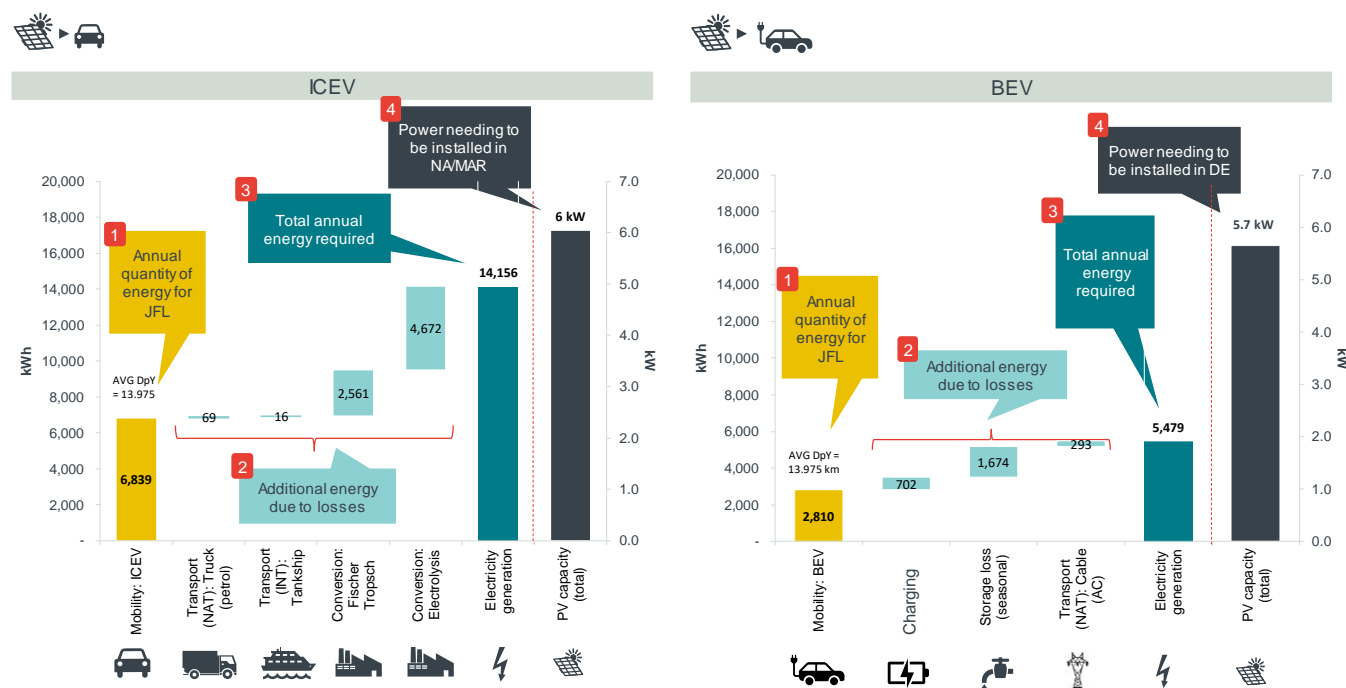 ICEV
4
Power needing to
be installed in
NA/MAR
20,000
18,000
16,000
14,000
12,000
10,000
8,000
6,000
4,000
2,000
-
kWh
7.0
6.0
5.0
4.0
3.0
2.0
1.0
0.0
kW
1
Annual
quantity of
energy for
JFL
3
Total annual
energy required
6 kW
14,156
4,672
2,561
AVG DpY
= 13.975
69
16
6,839
2
Additional energy
due to losses
Mobility: ICEV
Transport
(NAT): Truck
(petrol)
Transport
(INT):
Tankship
Conversion:
Fischer
Tropsch
Conversion:
Electrolysis
Electricity
generation
PV capacity
(total)
BEV
4
Power needing to
be installed in DE
20,000
18,000
16,000
14,000
12,000
10,000
8,000
6,000
4,000
2,000
-
kWh
7.0
6.0
5.0
4.0
3.0
2.0
1.0
0.0
kW
1
Annual
quantity of
energy for
JFL
3
Total annual
energy
required
5.7 kW
2
Additional energy
due to losses
5,479
293
1,674
702
AVG DpY =
13.975 km
2,810
Mobility: BEV
Charging
Storage loss
(seasonal)
Transport
(NAT): Cable
(AC)
Electricity
generation
PV capacity
(total)